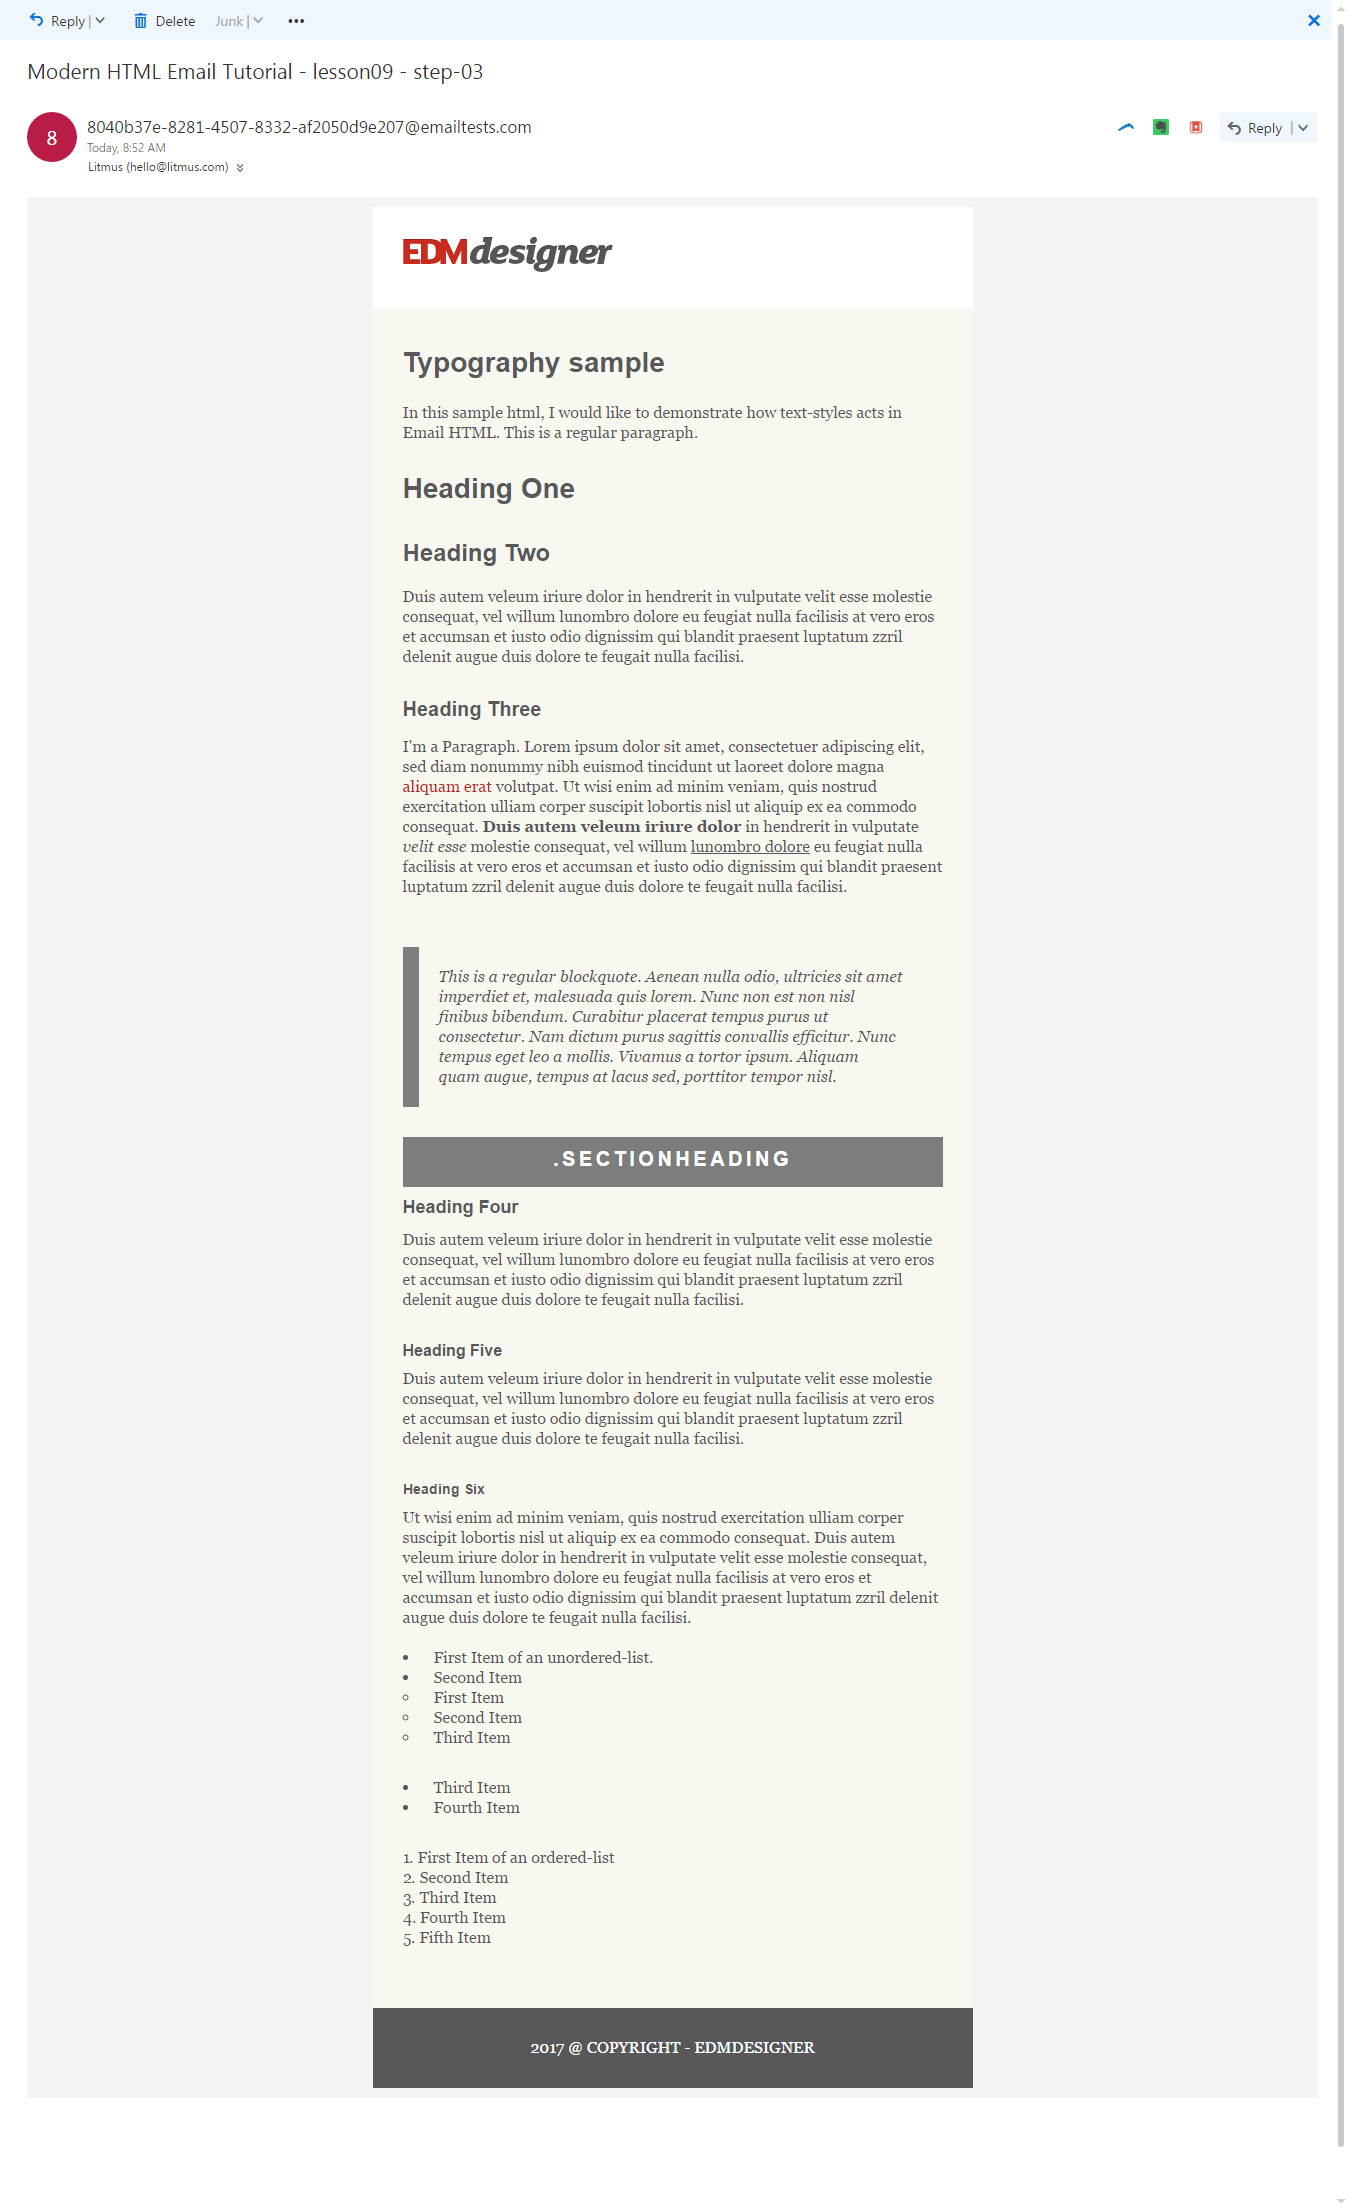 Reply
Delete
Junk
Modern HTML Email Tutorial - lesson09 - step-03
8
8040b37e-8281-4507-8332-af2050d9e207@emailtests.com
Today, 8:52 AM
Litmus (hello@litmus.com)
Reply
EDMdesigner
Typography sample
In this sample html, I would like to demonstrate how text-styles acts in
Email HTML. This is a regular paragraph.
Heading One
Heading Two
Duis autem veleum iriure dolor in hendrerit in vulputate velit esse molestie
consequat, vel willum lunombro dolore eu feugiat nulla facilisis at vero eros
et accumsan et iusto odio dignissim qui blandit praesent luptatum zzril
delenit augue duis dolore te feugait nulla facilisi.
Heading Three
I'm a Paragraph. Lorem ipsum dolor sit amet, consectetuer adipiscing elit,
sed diam nonummy nibh euismod tincidunt ut laoreet dolore magna
aliquam erat volutpat. Ut wisi enim ad minim veniam, quis nostrud
exercitation ulliam corper suscipit lobortis nisl ut aliquip ex ea commodo
consequat. Duis autem veleum iriure dolor in hendrerit in vulputate
velit esse molestie consequat, vel willum lunombro dolore eu feugiat nulla
facilisis at vero eros et accumsan et iusto odio dignissim qui blandit praesent
luptatum zzril delenit augue duis dolore te feugait nulla facilisi.
This is a regular blockquote. Aenean nulla odio, ultricies sit amet
imperdiet et, malesuada quis lorem. Nunc non est non nisl
finibus bibendum. Curabitur placerat tempus purus ut
consectetur. Nam dictum purus sagittis convallis efficitur. Nunc
tempus eget leo a mollis. Vivamus a tortor ipsum. Aliquam
quam augue, tempus at lacus sed, porttitor tempor nisl.
.SECTIONHEADING
Heading Four
Duis autem veleum iriure dolor in hendrerit in vulputate velit esse molestie
consequat, vel willum lunombro dolore eu feugiat nulla facilisis at vero eros
et accumsan et iusto odio dignissim qui blandit praesent luptatum zzril
delenit augue duis dolore te feugait nulla facilisi.
Heading Five
Duis autem veleum iriure dolor in hendrerit in vulputate velit esse molestie
consequat, vel willum lunombro dolore eu feugiat nulla facilisis at vero eros
et accumsan et iusto odio dignissim qui blandit praesent luptatum zzril
delenit augue duis dolore te feugait nulla facilisi.
Heading Six
Ut wisi enim ad minim veniam, quis nostrud exercitation ulliam corper
suscipit lobortis nisl ut aliquip ex ea commodo consequat. Duis autem
veleum iriure dolor in hendrerit in vulputate velit esse molestie consequat,
vel willum lunombro dolore eu feugiat nulla facilisis at vero eros et
accumsan et iusto odio dignissim qui blandit praesent luptatum zzril delenit
augue duis dolore te feugait nulla facilisi.
• First Item of an unordered-list.
• Second Item
◦ First Item
◦ Second Item
◦ Third Item
• Third Item
• Fourth Item
1. First Item of an ordered-list
2. Second Item
3. Third Item
4. Fourth Item
5. Fifth Item
2017 @ COPYRIGHT - EDMDESIGNER